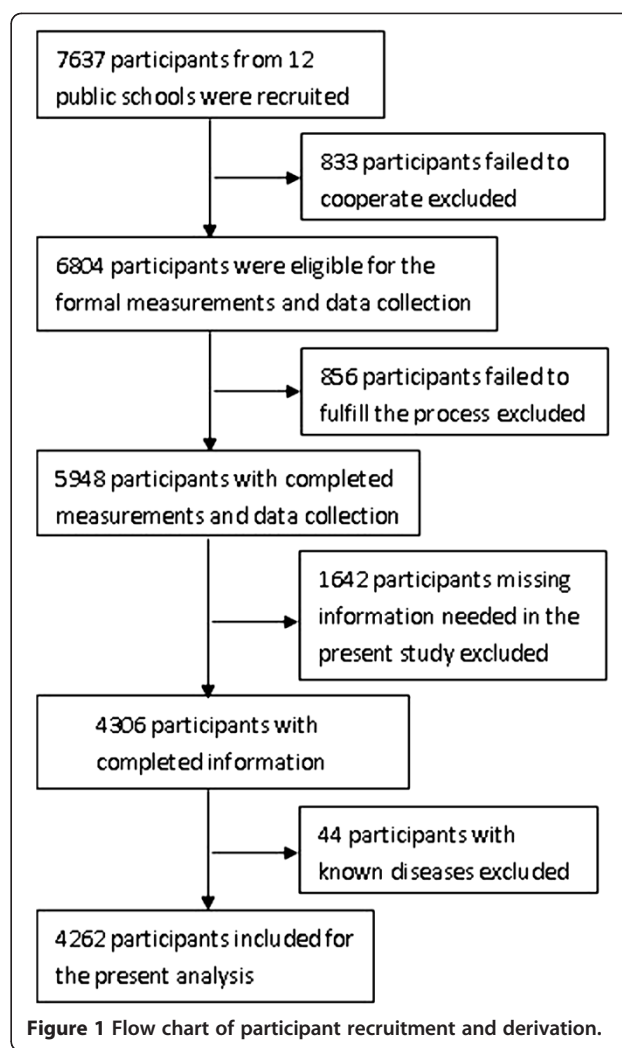 7637 participants from 12
public schools were recruited
833 participants failed to
cooperate excluded
6804 participants were eligible for the
formal measurements and data collection
856 participants failed to
fulfill the process excluded
5948 participants with completed
measurements and data collection
1642 participants missing
information needed in the
present study excluded
4306 participants with
completed information
44 participants with
known diseases excluded
4262 participants included for
the present analysis
Figure 1 Flow chart of participant recruitment and derivation.